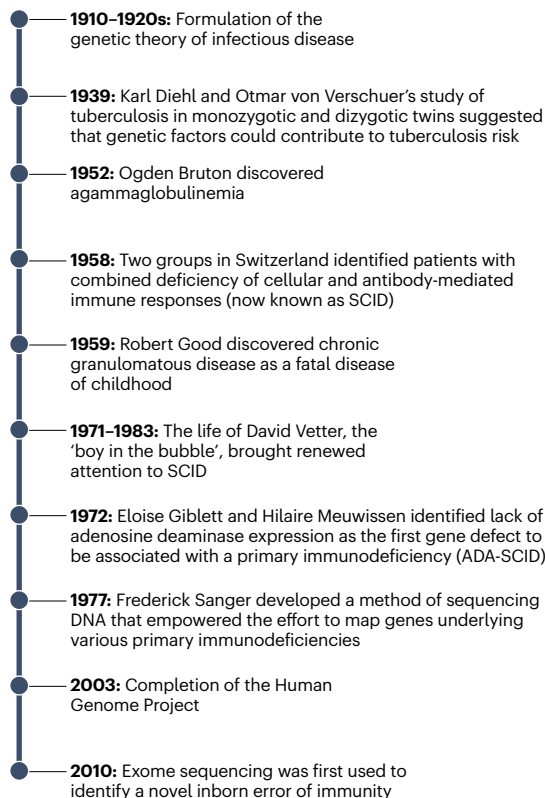 1910–1920s: Formulation of the
genetic theory of infectious disease
1939: Karl Diehl and Otmar von Verschuer's study of
tuberculosis in monozygotic and dizygotic twins suggested
that genetic factors could contribute to tuberculosis risk
1952: Ogden Bruton discovered
agammaglobulinemia
1958: Two groups in Switzerland identified patients with
combined deficiency of cellular and antibody-mediated
immune responses (now known as SCID)
1959: Robert Good discovered chronic
granulomatous disease as a fatal disease
of childhood
1971–1983: The life of David Vetter, the
‘boy in the bubble’, brought renewed
attention to SCID
1972: Eloise Giblett and Hilaire Meuwissen identified lack of
adenosine deaminase expression as the first gene defect to
be associated with a primary immunodeficiency (ADA-SCID)
1977: Frederick Sanger developed a method of sequencing
DNA that empowered the effort to map genes underlying
various primary immunodeficiencies
2003: Completion of the Human
Genome Project
2010: Exome sequencing was first used to
identify a novel inborn error of immunity